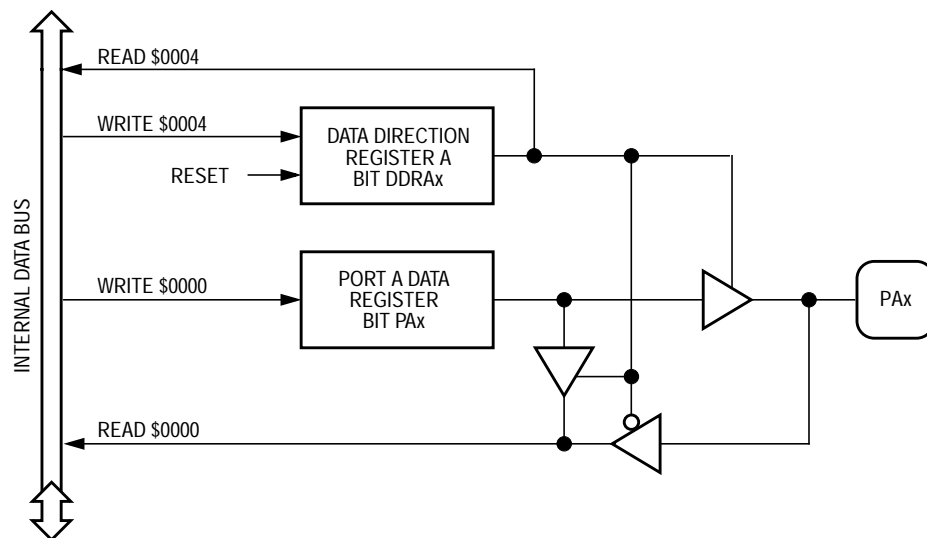 READ $0004
WRITE $0004
DATA DIRECTION
REGISTER A
BIT DDRAx
RESET
INTERNAL DATA BUS
WRITE $0000
PORT A DATA
REGISTER
BIT PAx
PAx
READ $0000